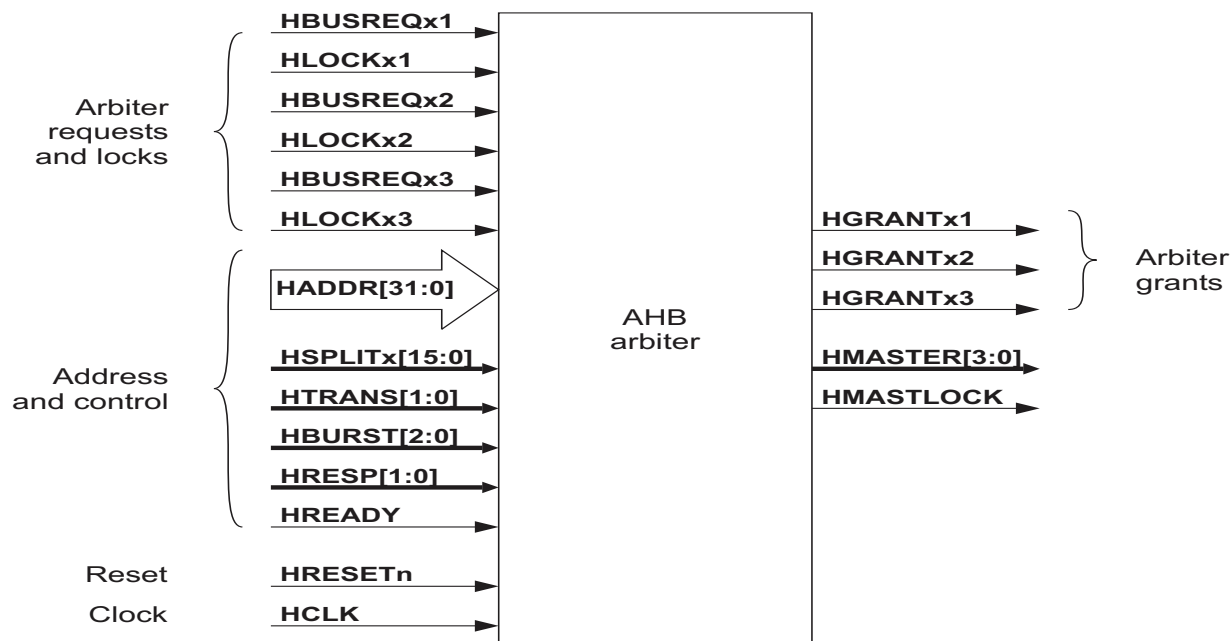 HBUSREQx1
HLOCKx1
HBUSREQx2
HLOCKx2
HBUSREQx3
HLOCKx3
Arbiter
requests
and locks
HADDR[31:0]
HSPLITx[15:0]
HTRANS[1:0]
HBURST[2:0]
HRESP[1:0]
HREADY
Address
and control
Reset
HRESETn
Clock
HCLK
AHB
arbiter
HGRANTx1
HGRANTx2
HGRANTx3
Arbiter
grants
HMASTER[3:0]
HMASTLOCK